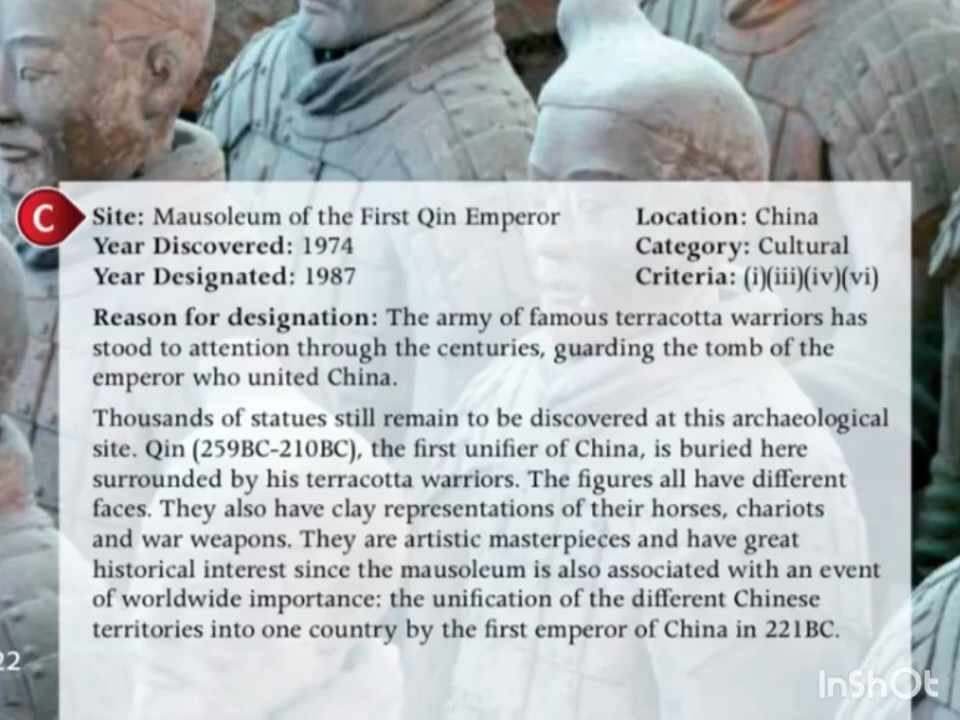 C
Site: Mausoleum of the First Qin Emperor
Location: China
Year Discovered: 1974
Category: Cultural
Year Designated: 1987
Criteria: (i)(iii)(iv)(vi)
Reason for designation: The army of famous terracotta warriors has
stood to attention through the centuries, guarding the tomb of the
emperor who united China.
Thousands of statues still remain to be discovered at this archaeological
site. Qin (259BC-210BC), the first unifier of China, is buried here
surrounded by his terracotta warriors. The figures all have different
faces. They also have clay representations of their horses, chariots
and war weapons. They are artistic masterpieces and have great
historical interest since the mausoleum is also associated with an event
of worldwide importance: the unification of the different Chinese
territories into one country by the first emperor of China in 221BC.
22
InShOt